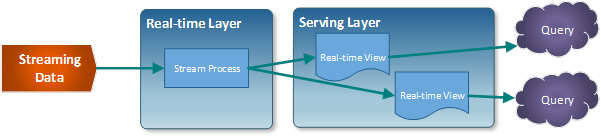 Streaming
Data
Real-time Layer
Stream Process
Serving Layer
Real-time View
Real-time View
Query
Query